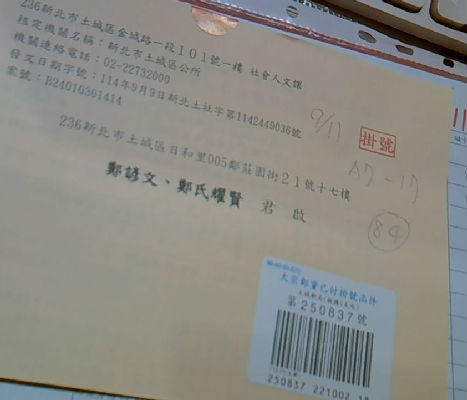 236新北市土城區金城路一段101號一樓 社會人文課
核定機關名稱：新北市土城區公所
機關連絡電話：02-22732000
發文日期字號：114年9月9日新北土社字第1142449036號
案號：B24010301414
9/11
掛號
236新北市土城區日和里005鄰莊園街21號十七樓
A7-17
鄭諺文、鄭氏耀賢 君 啟
84
大宗郵資已付掛號函件
第250837號
250837 221002